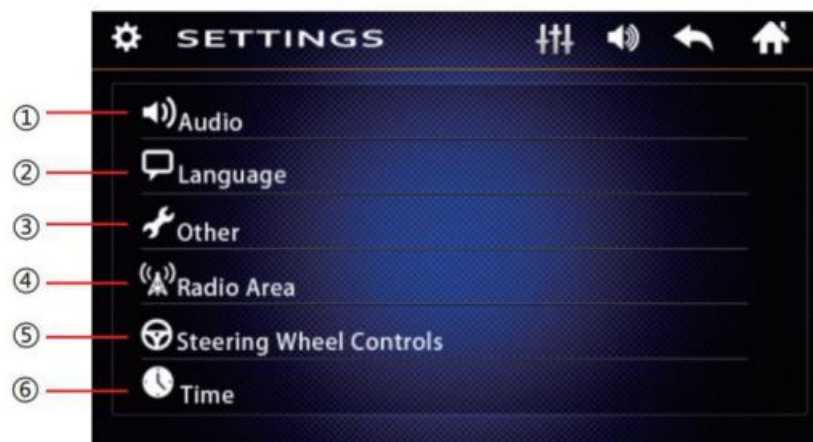 SETTINGS
① Audio
② Language
③ Other
④ Radio Area
⑤ Steering Wheel Controls
⑥ Time